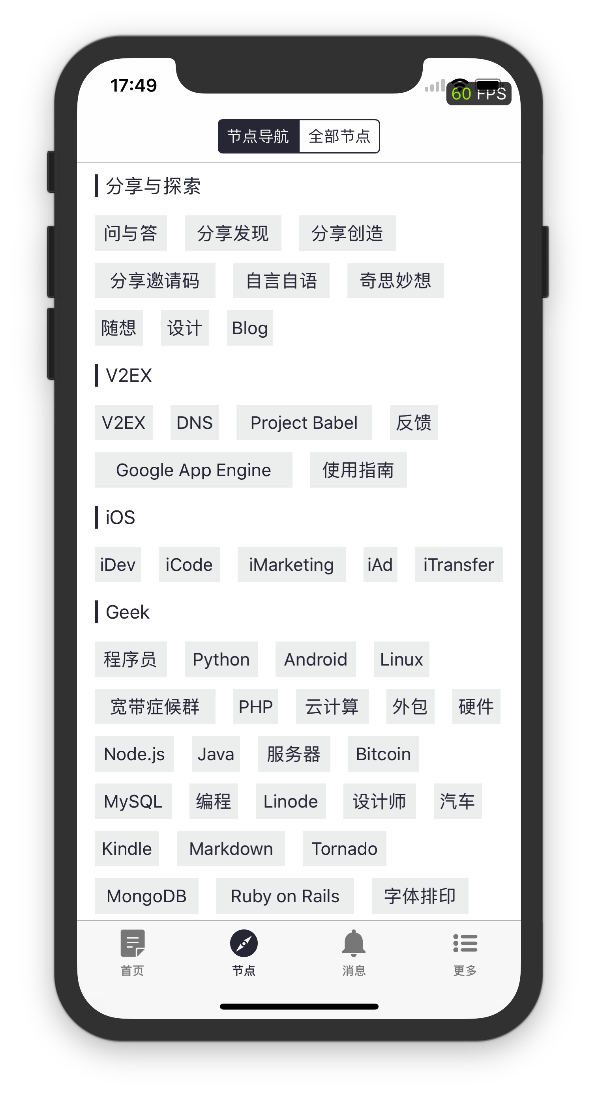 17:49
60 FPS
节点导航 全部节点
分享与探索
问与答 分享发现 分享创造
分享邀请码 自言自语 奇思妙想
随想 设计 Blog
V2EX
V2EX DNS Project Babel 反馈
Google App Engine 使用指南
iOS
iDev iCode iMarketing iAd iTransfer
Geek
程序员 Python Android Linux
宽带症候群 PHP 云计算 外包 硬件
Node.js Java 服务器 Bitcoin
MySQL 编程 Linode 设计师 汽车
Kindle Markdown Tornado
MongoDB Ruby on Rails 字体排印
首页 节点 消息 更多